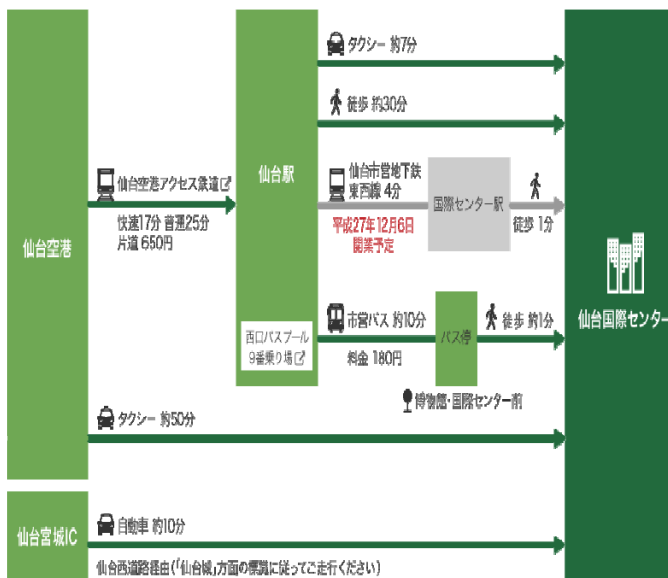 タクシー 約7分
徒歩 約30分
仙台駅
仙台空港アクセス鉄道
快速17分 普通25分
片道 650円
仙台市営地下鉄
東西線 4分
平成27年12月6日
開業予定
国際センター駅
徒歩 1分
仙台空港
仙台国際センター
西口バスプール
9番乗り場
市営バス 約10分
料金 180円
バス停
徒歩 約1分
博物館・国際センター前
タクシー 約50分
仙台宮城IC
自動車 約10分
仙台西道路経由(「仙台城」方面の標識に従ってご走行ください)